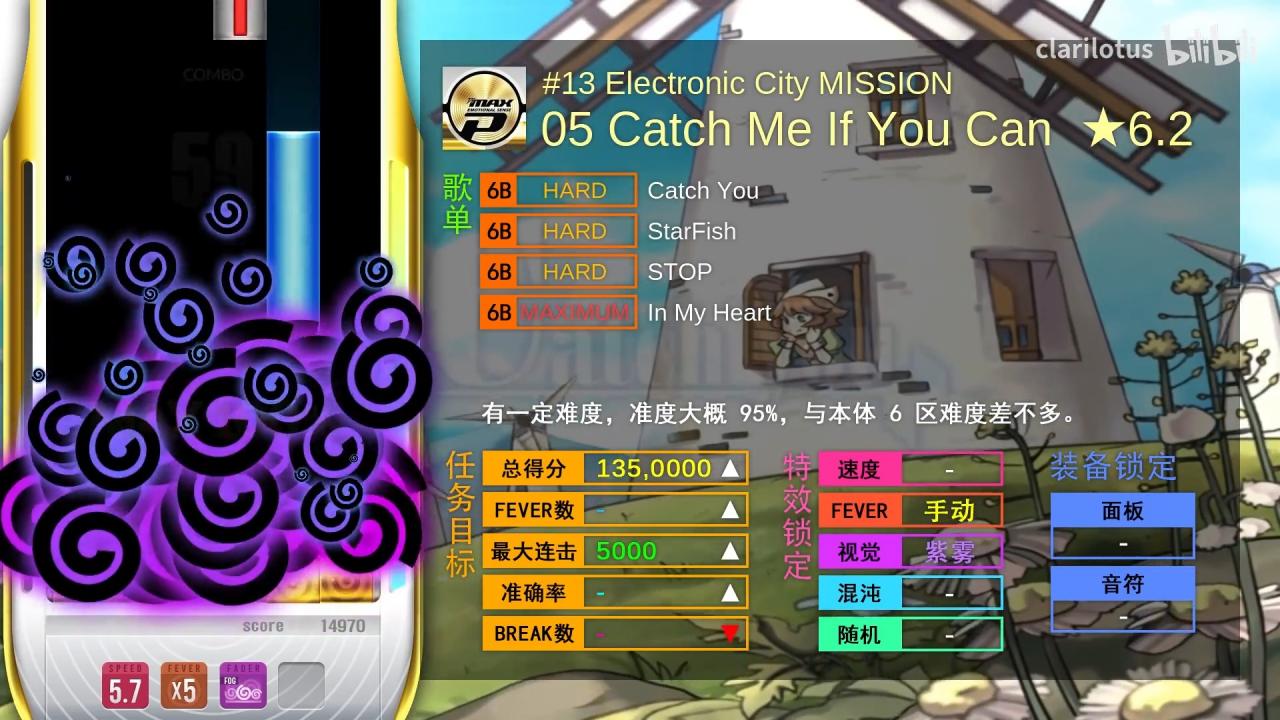 clarilotus bilibili
COMBO
59
#13 Electronic City MISSION
05 Catch Me If You Can ★6.2
MAX
EMOTIONAL SENSE
P
歌单
6B HARD Catch You
6B HARD StarFish
6B HARD STOP
6B MAXIMUM In My Heart
有一定难度，准度大概 95%，与本体 6 区难度差不多。
任务目标
总得分 135,0000 ▲
FEVER数 - ▲
最大连击 5000 ▲
准确率 - ▲
BREAK数 - ▼
特效锁定
速度 -
FEVER 手动
视觉 紫雾
混沌 -
随机 -
装备锁定
面板
-
音符
-
score 14970
SPEED 5.7
FEVER x5
FADER FOG